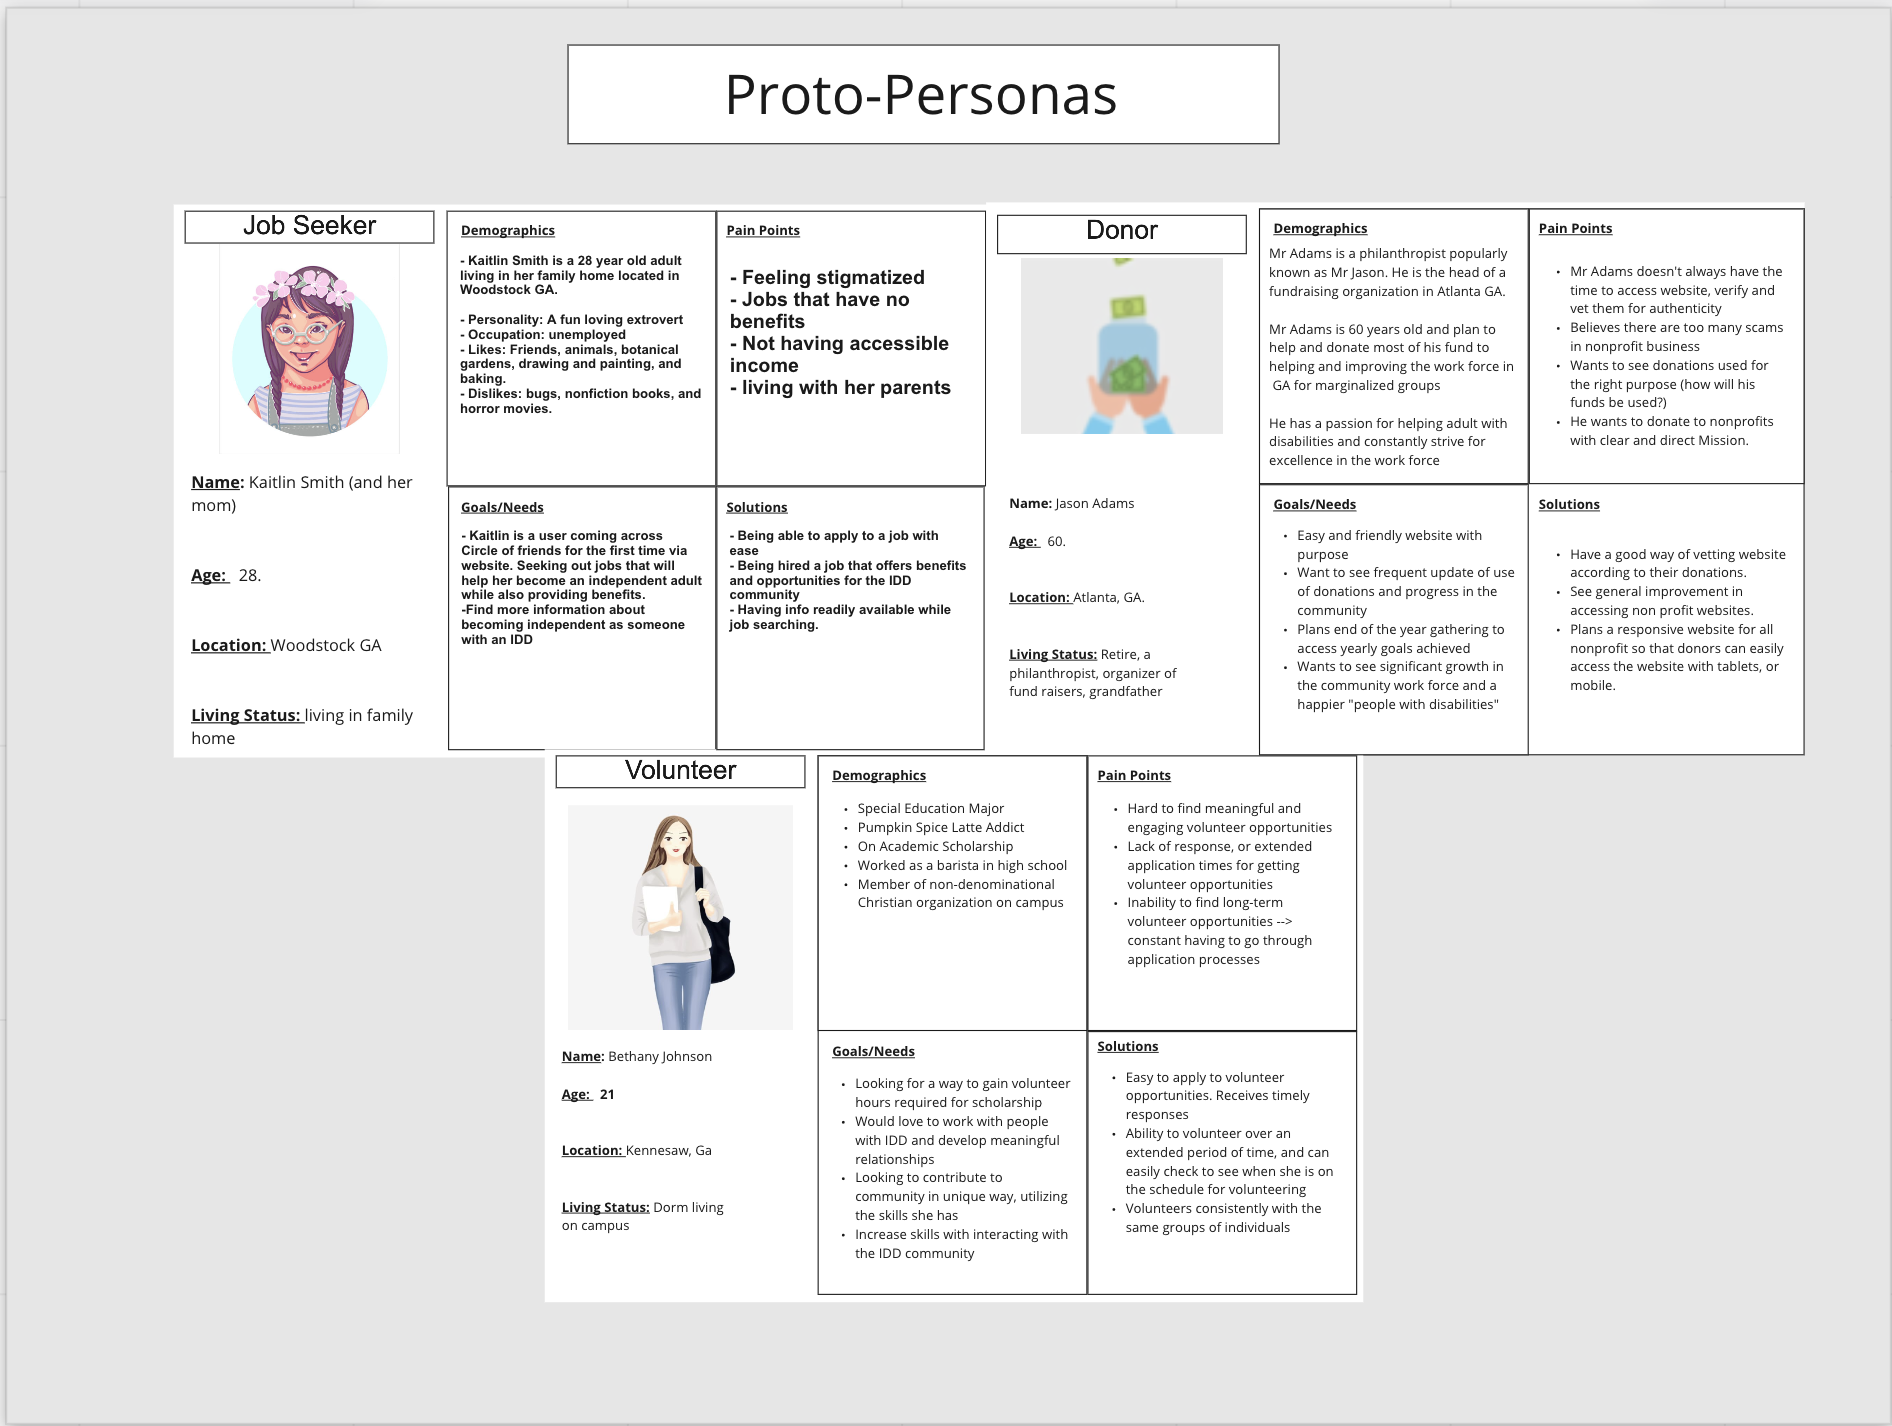 Proto-Personas
Job Seeker
Name: Kaitlin Smith (and her
mom)
Age:  28.
Location: Woodstock GA
Living Status: living in family
home
Demographics
- Kaitlin Smith is a 28 year old adult
living in her family home located in
Woodstock GA.
- Personality: A fun loving extrovert
- Occupation: unemployed
- Likes: Friends, animals, botanical
gardens, drawing and painting, and
baking.
- Dislikes: bugs, nonfiction books, and
horror movies.
Pain Points
- Feeling stigmatized
- Jobs that have no
benefits
- Not having accessible
income
- living with her parents
Goals/Needs
- Kaitlin is a user coming across
Circle of friends for the first time via
website. Seeking out jobs that will
help her become an independent adult
while also providing benefits.
-Find more information about
becoming independent as someone
with an IDD
Solutions
- Being able to apply to a job with
ease
- Being hired a job that offers benefits
and opportunities for the IDD
community
- Having info readily available while
job searching.
Donor
Name: Jason Adams
Age:  60.
Location: Atlanta, GA.
Living Status: Retire, a
philanthropist, organizer of
fund raisers, grandfather
Demographics
Mr Adams is a philanthropist popularly
known as Mr Jason. He is the head of a
fundraising organization in Atlanta GA.
Mr Adams is 60 years old and plan to
help and donate most of his fund to
helping and improving the work force in
GA for marginalized groups
He has a passion for helping adult with
disabilities and constantly strive for
excellence in the work force
Pain Points
• Mr Adams doesn't always have the
time to access website, verify and
vet them for authenticity
• Believes there are too many scams
in nonprofit business
• Wants to see donations used for
the right purpose (how will his
funds be used?)
• He wants to donate to nonprofits
with clear and direct Mission.
Goals/Needs
• Easy and friendly website with
purpose
• Want to see frequent update of use
of donations and progress in the
community
• Plans end of the year gathering to
access yearly goals achieved
• Wants to see significant growth in
the community work force and a
happier "people with disabilities"
Solutions
• Have a good way of vetting website
according to their donations.
• See general improvement in
accessing non profit websites.
• Plans a responsive website for all
nonprofit so that donors can easily
access the website with tablets, or
mobile.
Volunteer
Name: Bethany Johnson
Age:  21
Location: Kennesaw, Ga
Living Status: Dorm living
on campus
Demographics
• Special Education Major
• Pumpkin Spice Latte Addict
• On Academic Scholarship
• Worked as a barista in high school
• Member of non-denominational
Christian organization on campus
Pain Points
• Hard to find meaningful and
engaging volunteer opportunities
• Lack of response, or extended
application times for getting
volunteer opportunities
• Inability to find long-term
volunteer opportunities -->
constant having to go through
application processes
Goals/Needs
• Looking for a way to gain volunteer
hours required for scholarship
• Would love to work with people
with IDD and develop meaningful
relationships
• Looking to contribute to
community in unique way, utilizing
the skills she has
• Increase skills with interacting with
the IDD community
Solutions
• Easy to apply to volunteer
opportunities. Receives timely
responses
• Ability to volunteer over an
extended period of time, and can
easily check to see when she is on
the schedule for volunteering
• Volunteers consistently with the
same groups of individuals